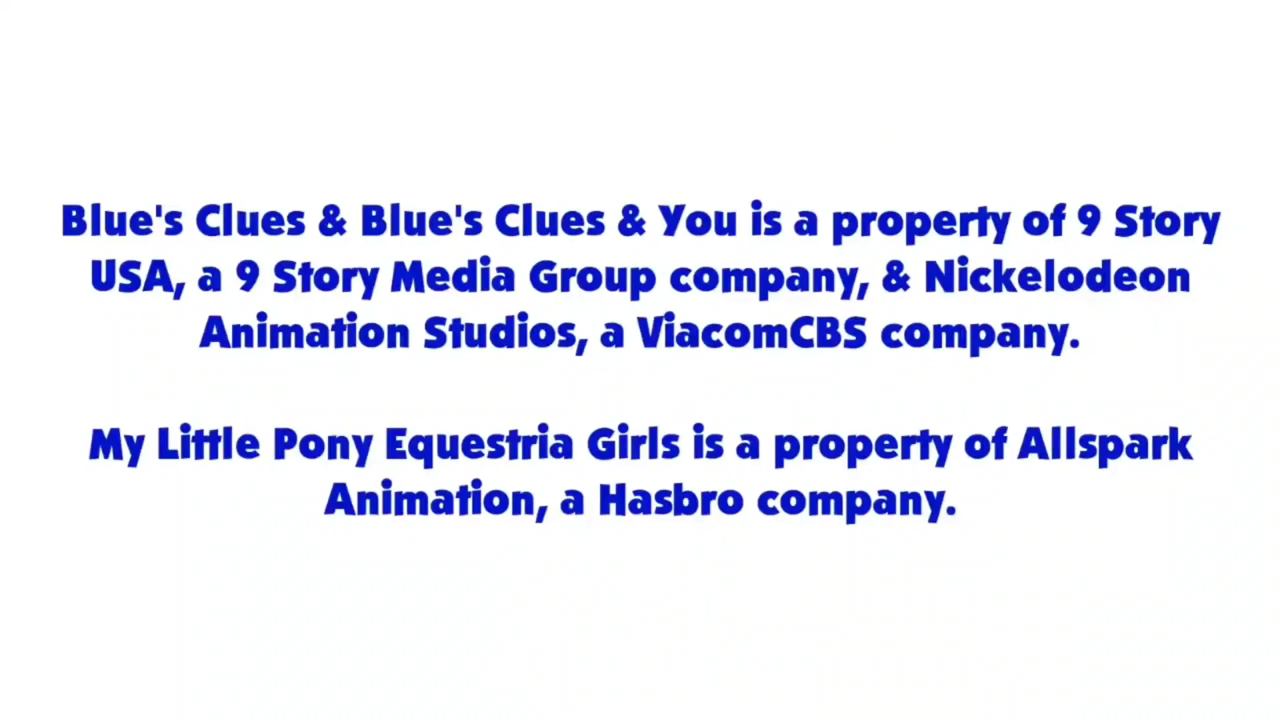 Blue's Clues & Blue's Clues & You is a property of 9 Story
USA, a 9 Story Media Group company, & Nickelodeon
Animation Studios, a ViacomCBS company.
My Little Pony Equestria Girls is a property of Allspark
Animation, a Hasbro company.